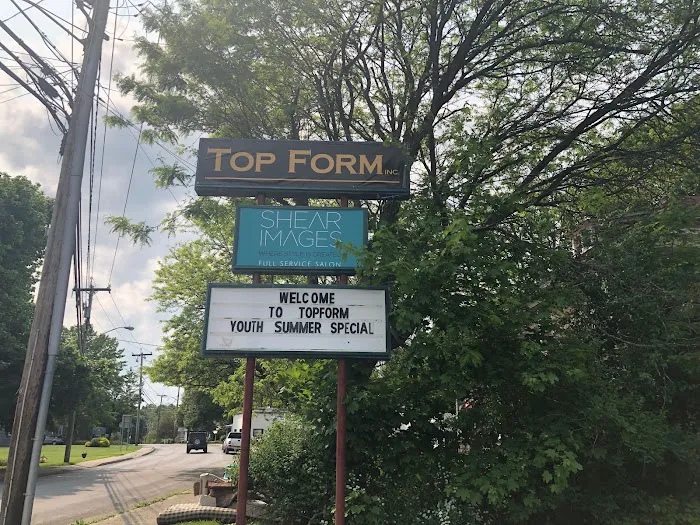 TOP FORM INC.
SHEAR
IMAGES
FULL SERVICE SALON
WELCOME
TO TOPFORM
YOUTH SUMMER SPECIAL